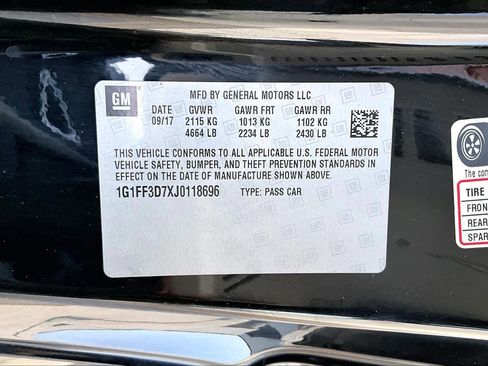 GM
MFD BY GENERAL MOTORS LLC
DATE GVWR GAWR FRT GAWR RR
09/17 2115 KG 1013 KG 1102 KG
4664 LB 2234 LB 2430 LB
THIS VEHICLE CONFORMS TO ALL APPLICABLE U.S. FEDERAL MOTOR
VEHICLE SAFETY, BUMPER, AND THEFT PREVENTION STANDARDS IN
EFFECT ON THE DATE OF MANUFACTURE SHOWN ABOVE.
1G1FF3D7XJ0118696 TYPE: PASS CAR
The com
TIRE
FRON
REAR
SPAR